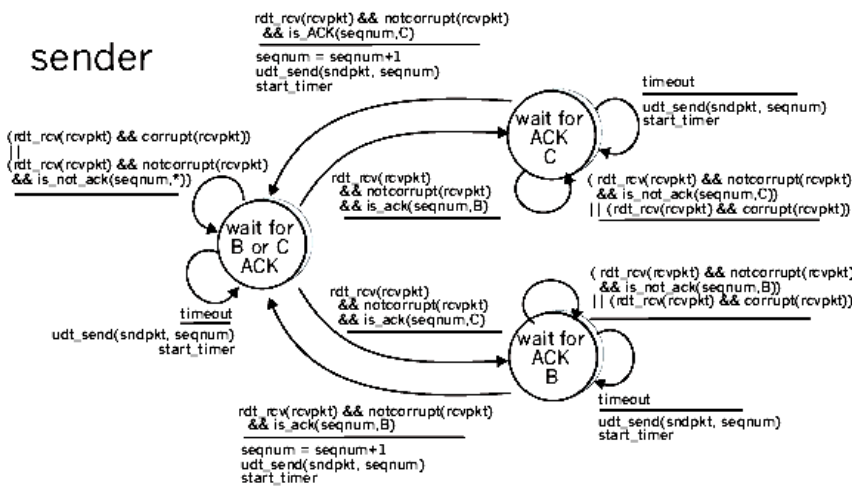 sender
rdt_rcv(rcvpkt) && notcorrupt(rcvpkt)
&& is_ACK(seqnum,C)
seqnum = seqnum+1
udt_send(sndpkt, seqnum)
start_timer
timeout
udt_send(sndpkt, seqnum)
start_timer
wait for
ACK
C
(rdt_rcv(rcvpkt) && corrupt(rcvpkt))
||
(rdt_rcv(rcvpkt) && notcorrupt(rcvpkt)
&& is_not_ack(seqnum,*))
rdt_rcv(rcvpkt)
&& notcorrupt(rcvpkt)
&& is_ack(seqnum,B)
( rdt_rcv(rcvpkt) && notcorrupt(rcvpkt)
&& is_not_ack(seqnum,C))
|| (rdt_rcv(rcvpkt) && corrupt(rcvpkt))
wait for
B or C
ACK
timeout
udt_send(sndpkt, seqnum)
start_timer
rdt_rcv(rcvpkt)
&& notcorrupt(rcvpkt)
&& is_ack(seqnum,C)
( rdt_rcv(rcvpkt) && notcorrupt(rcvpkt)
&& is_not_ack(seqnum,B))
|| (rdt_rcv(rcvpkt) && corrupt(rcvpkt))
wait for
ACK
B
timeout
udt_send(sndpkt, seqnum)
start_timer
rdt_rcv(rcvpkt) && notcorrupt(rcvpkt)
&& is_ack(seqnum,B)
seqnum = seqnum+1
udt_send(sndpkt, seqnum)
start_timer